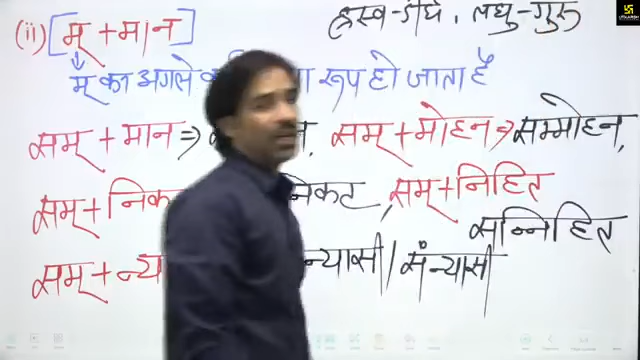 ह्रस्व-दीर्घ, लघु-गुरु
(ii) [म् + मान]
म् का अगले रूप हो जाता है
सम् + मान ⇒ सम् + मोहन ⇒ सम्मोहन,
सम् + निक निकट, सम् + निहित
सन्निहित
सम् + न्या न्यासी / संन्यासी